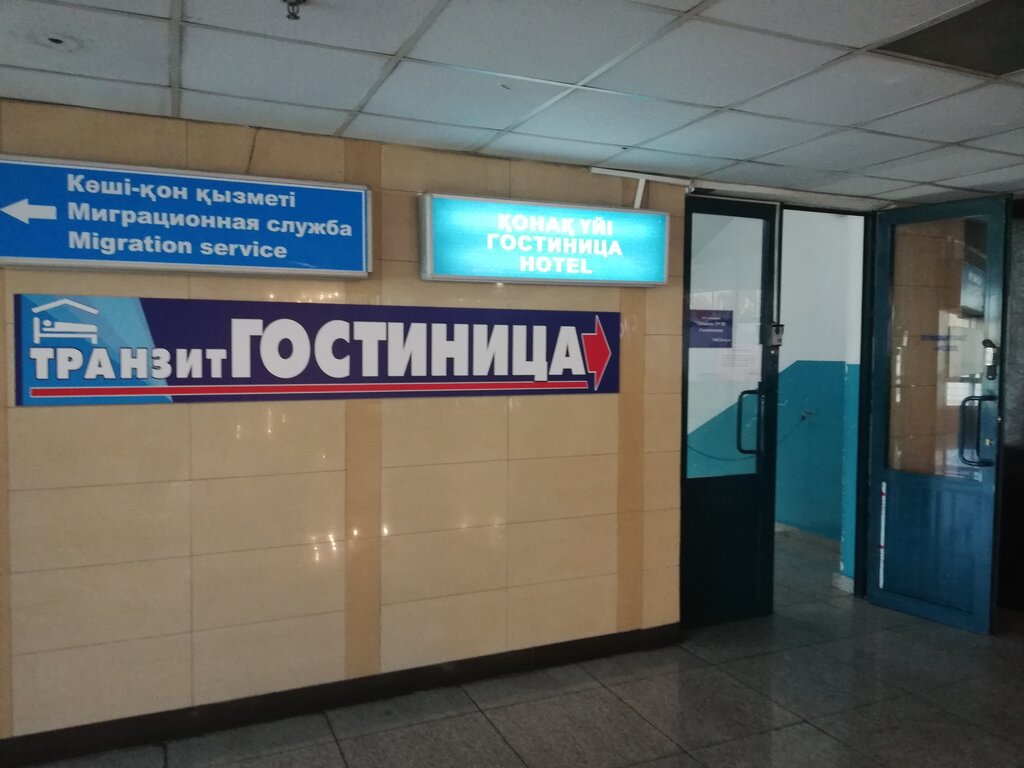 Көші-қон қызметі
Миграционная служба
Migration service
ҚОНАҚ ҮЙІ
ГОСТИНИЦА
HOTEL
ТРАНЗИТ ГОСТИНИЦА